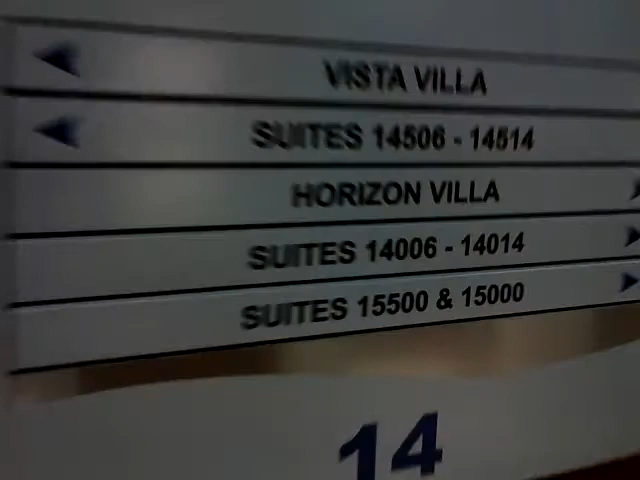 VISTA VILLA
SUITES 14506 - 14514
HORIZON VILLA
SUITES 14006 - 14014
SUITES 15500 & 15000
14